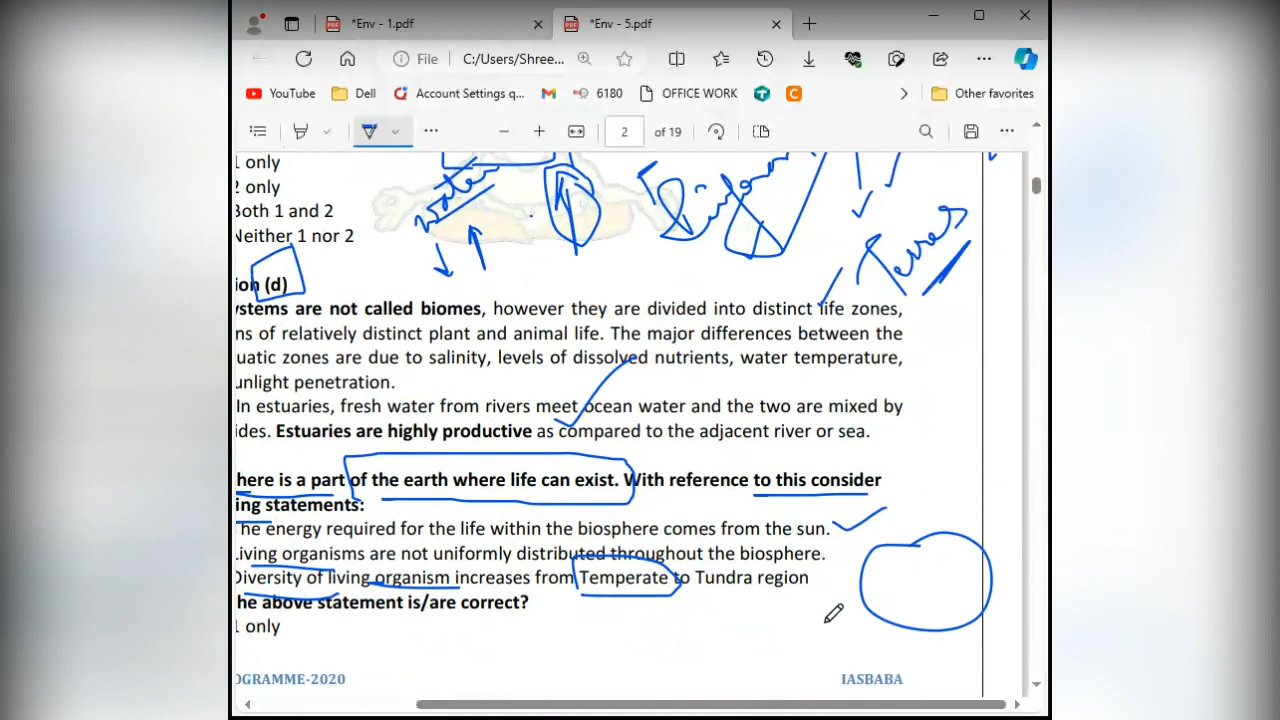 *Env - 1.pdf
*Env - 5.pdf
File
C:/Users/Shree...
YouTube
Dell
Account Settings q...
6180
OFFICE WORK
Other favorites
2 of 19
1 only
2 only
Both 1 and 2
Neither 1 nor 2
water
Terres
ion (d)
ystems are not called biomes, however they are divided into distinct life zones,
ns of relatively distinct plant and animal life. The major differences between the
uatic zones are due to salinity, levels of dissolved nutrients, water temperature,
unlight penetration.
In estuaries, fresh water from rivers meet ocean water and the two are mixed by
ides. Estuaries are highly productive as compared to the adjacent river or sea.
here is a part of the earth where life can exist. With reference to this consider
ing statements:
he energy required for the life within the biosphere comes from the sun.
Living organisms are not uniformly distributed throughout the biosphere.
Diversity of living organism increases from Temperate to Tundra region
he above statement is/are correct?
1 only
OGRAMME-2020
IASBABA